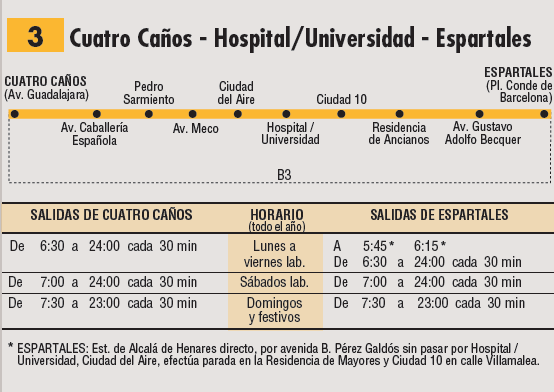 3 Cuatro Caños - Hospital/Universidad - Espartales
CUATRO CAÑOS
(Av. Guadalajara)
Pedro
Sarmiento
Ciudad
del Aire
Ciudad 10
ESPARTALES
(Pl. Conde de
Barcelona)
Av. Caballería
Española
Av. Meco
Hospital /
Universidad
Residencia
de Ancianos
Av. Gustavo
Adolfo Becquer
B3
SALIDAS DE CUATRO CAÑOS HORARIO SALIDAS DE ESPARTALES
(todo el año)
De 6:30 a 24:00 cada 30 min Lunes a A 5:45* 6:15*
viernes lab. De 6:30 a 24:00 cada 30 min
De 7:00 a 24:00 cada 30 min Sábados lab. De 7:00 a 24:00 cada 30 min
De 7:30 a 23:00 cada 30 min Domingos De 7:30 a 23:00 cada 30 min
y festivos
* ESPARTALES: Est. de Alcalá de Henares directo, por avenida B. Pérez Galdós sin pasar por Hospital /
Universidad, Ciudad del Aire, efectúa parada en la Residencia de Mayores y Ciudad 10 en calle Villamalea.